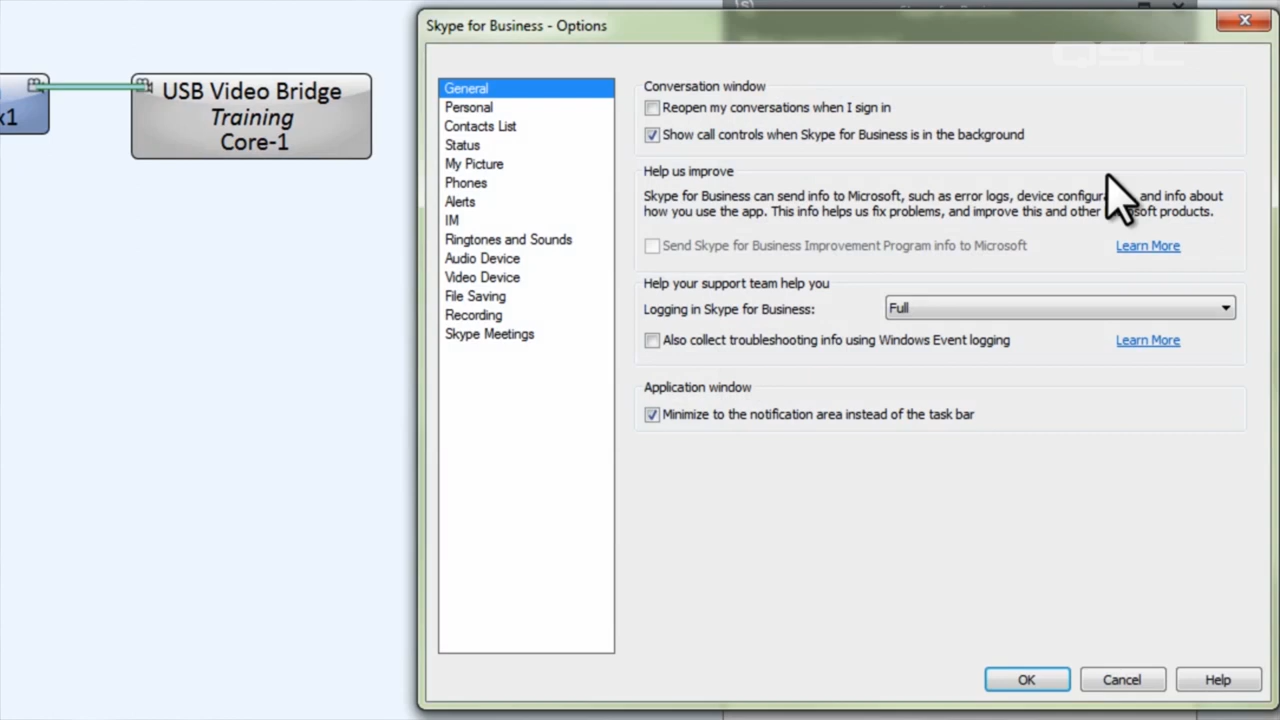 Skype for Business - Options
QSC
x1
USB Video Bridge
Training
Core-1
General
Personal
Contacts List
Status
My Picture
Phones
Alerts
IM
Ringtones and Sounds
Audio Device
Video Device
File Saving
Recording
Skype Meetings
Conversation window
Reopen my conversations when I sign in
Show call controls when Skype for Business is in the background
Help us improve
Skype for Business can send info to Microsoft, such as error logs, device and info about
how you use the app. This info helps us fix problems, and improve this and other products.
Send Skype for Business Improvement Program info to Microsoft
Learn More
Help your support team help you
Logging in Skype for Business:
Full
Also collect troubleshooting info using Windows Event logging
Learn More
Application window
Minimize to the notification area instead of the task bar
OK
Cancel
Help